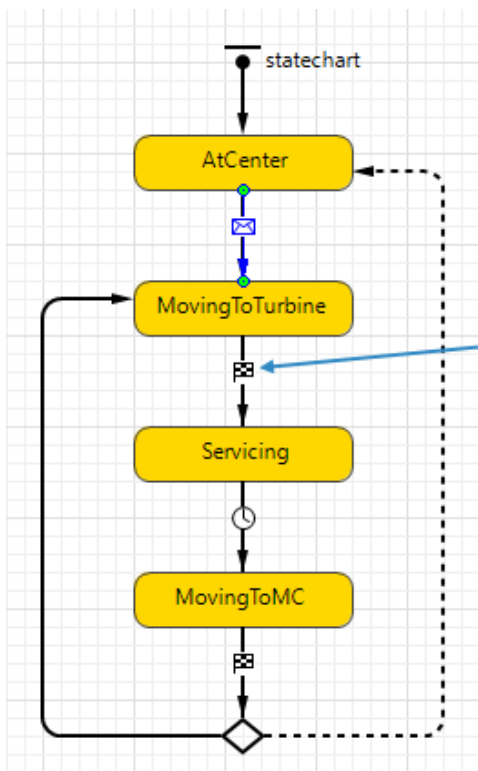 statechart
AtCenter
MovingToTurbine
Servicing
MovingToMC